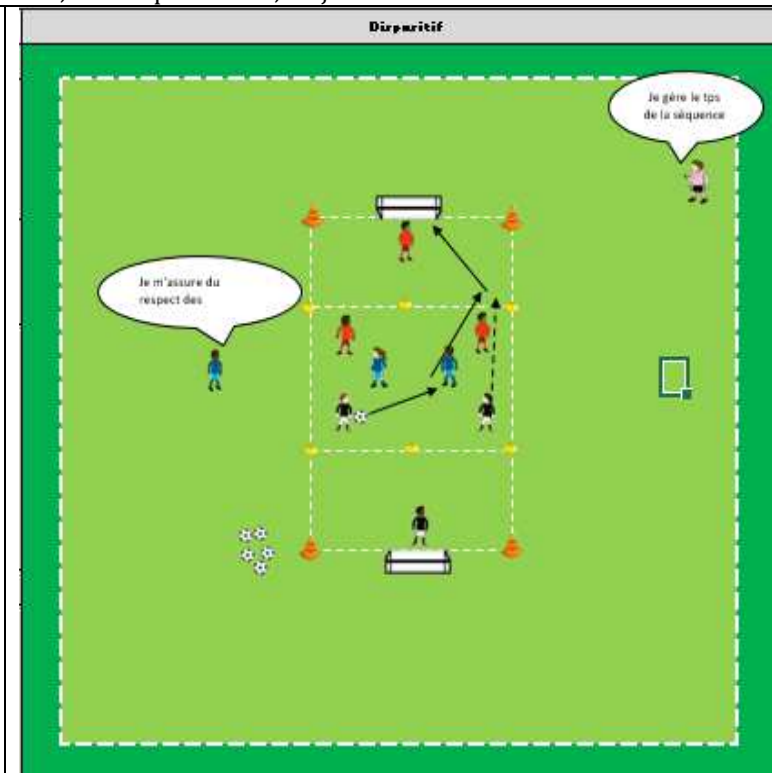 Dispositif
Je gère le tps
de la séquence
Je m'assure du
respect des